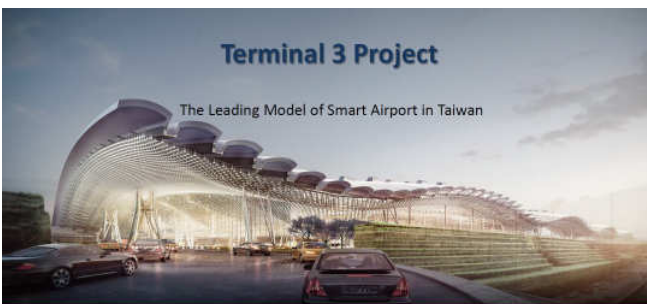 Terminal 3 Project
The Leading Model of Smart Airport in Taiwan